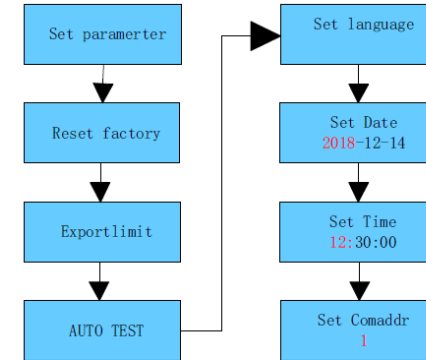 Set paramerter
Reset factory
Exportlimit
AUTO TEST
Set language
Set Date
2018-12-14
Set Time
12:30:00
Set Comaddr
1